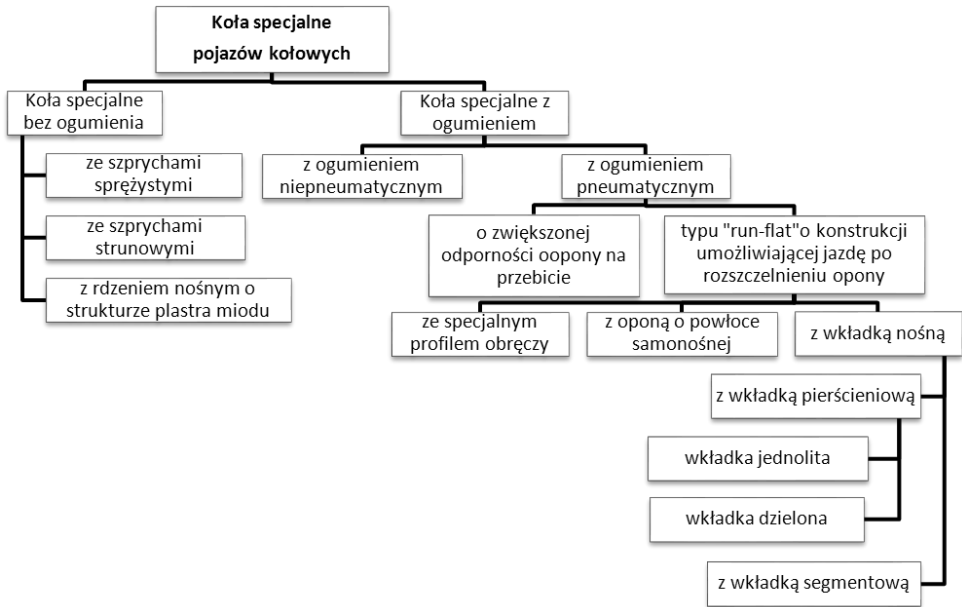 Koła specjalne
pojazów kołowych
Koła specjalne
bez ogumienia
Koła specjalne z
ogumieniem
ze szprychami
sprężystymi
z ogumieniem
niepneumatycznym
z ogumieniem
pneumatycznym
ze szprychami
strunowymi
o zwiększonej
odporności oopony na
przebicie
typu "run-flat"o konstrukcji
umożliwiającej jazdę po
rozszczelnieniu opony
z rdzeniem nośnym o
strukturze plastra miodu
ze specjalnym
profilem obręczy
z oponą o powłoce
samonośnej
z wkładką nośną
z wkładką pierścieniową
wkładka jednolita
wkładka dzielona
z wkładką segmentową